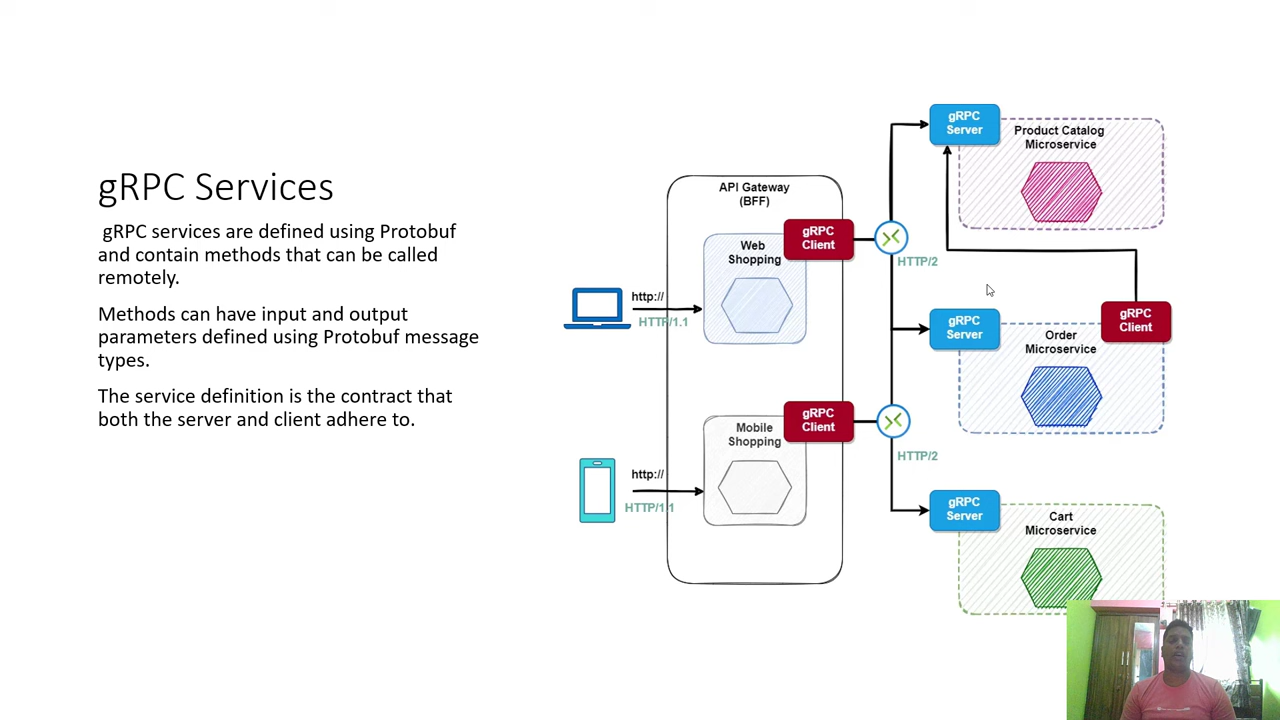 gRPC Services
gRPC services are defined using Protobuf
and contain methods that can be called
remotely.
Methods can have input and output
parameters defined using Protobuf message
types.
The service definition is the contract that
both the server and client adhere to.
API Gateway
(BFF)
Web
Shopping
gRPC
Client
http://
HTTP/1.1
Mobile
Shopping
gRPC
Client
http://
HTTP/1.1
HTTP/2
HTTP/2
gRPC
Server
Product Catalog
Microservice
gRPC
Server
Order
Microservice
gRPC
Client
gRPC
Server
Cart
Microservice